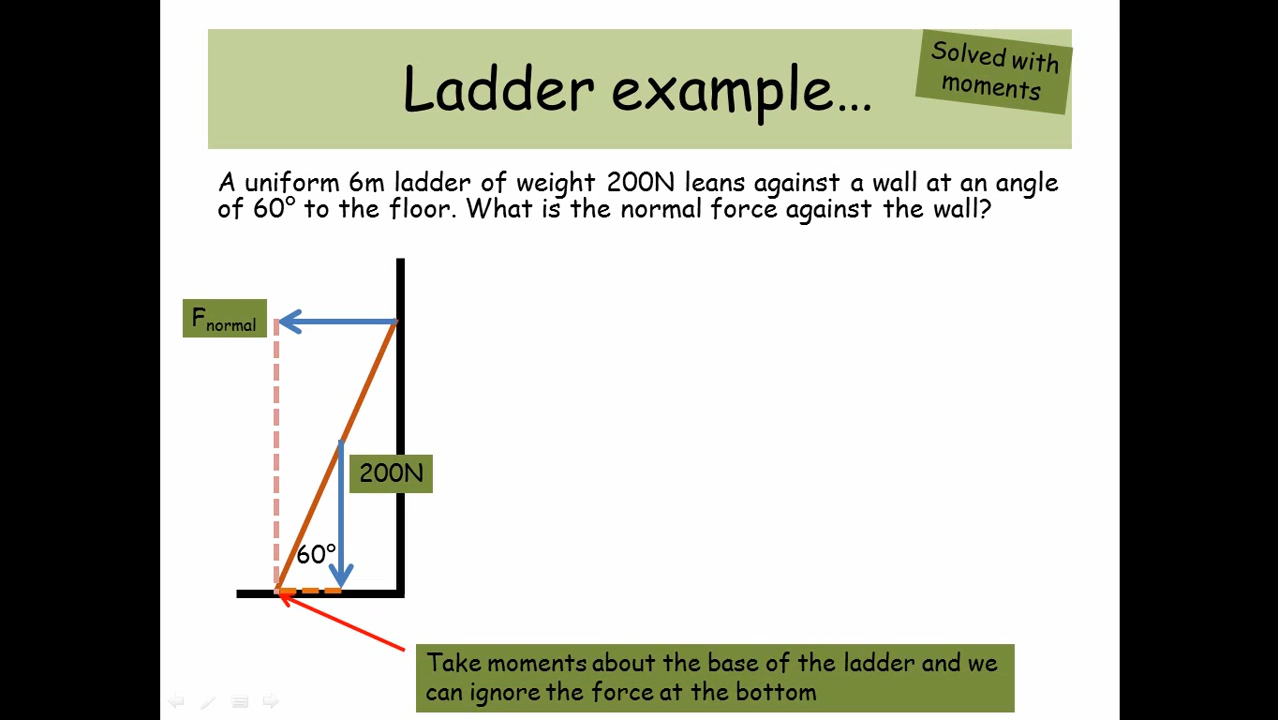 Ladder example...
Solved with
moments
A uniform 6m ladder of weight 200N leans against a wall at an angle
of 60° to the floor. What is the normal force against the wall?
Fnormal
200N
60°
Take moments about the base of the ladder and we
can ignore the force at the bottom